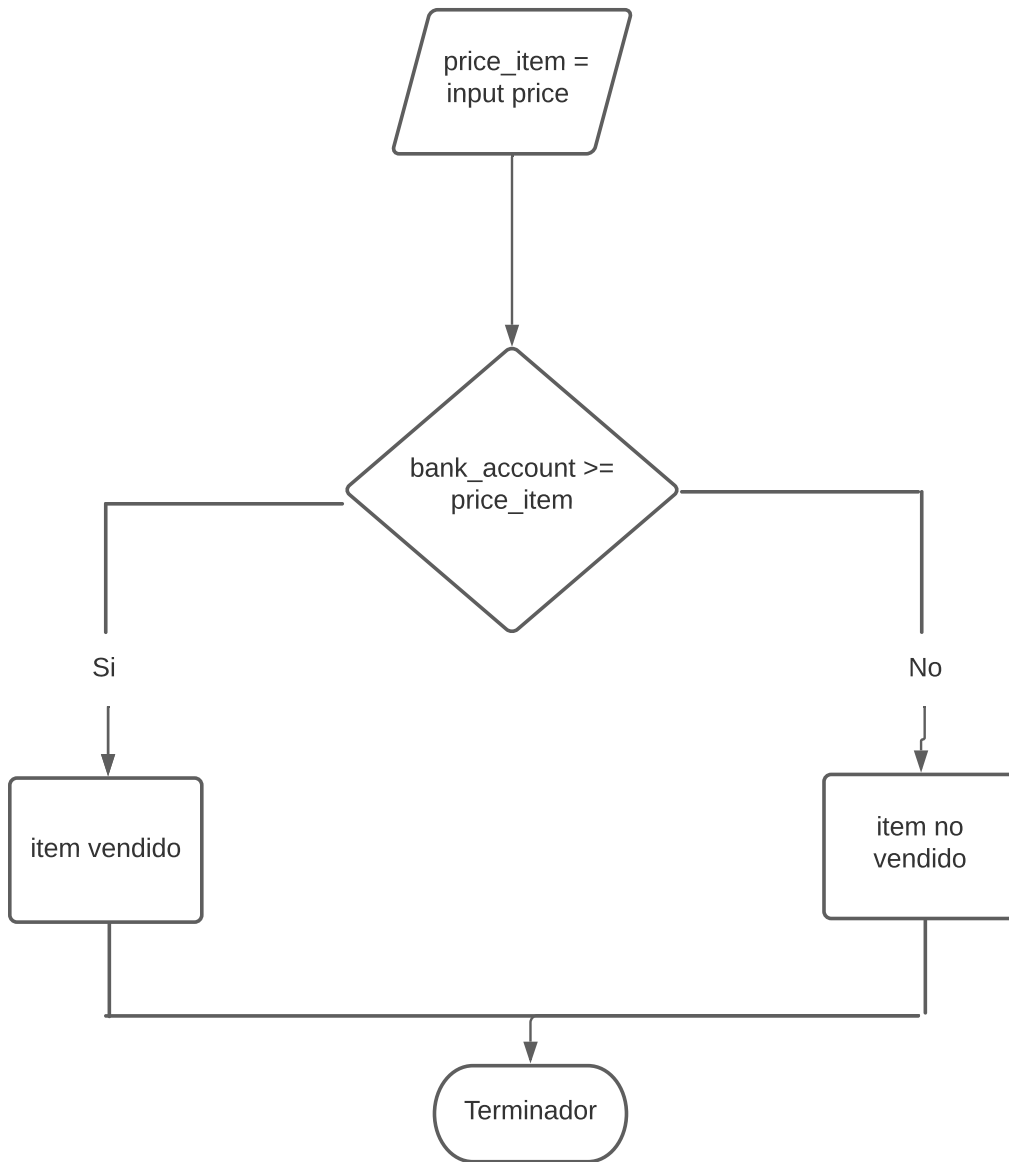 price_item =
input price
bank_account >=
price_item
Si
No
item vendido
item no
vendido
Terminador